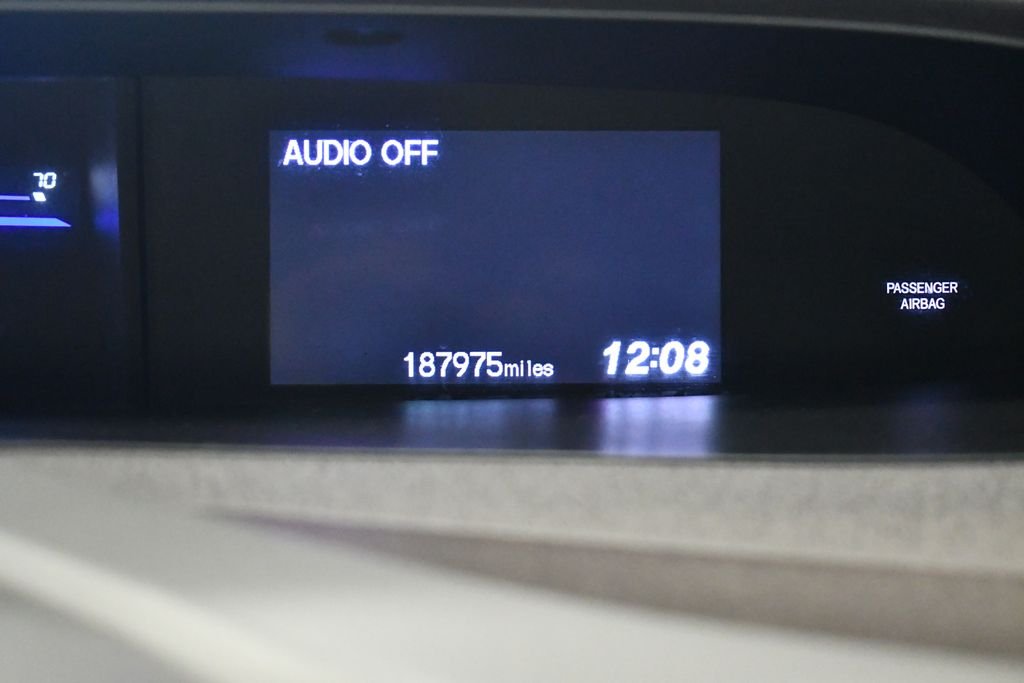 AUDIO OFF
70
PASSENGER
AIRBAG
187975miles 12:08